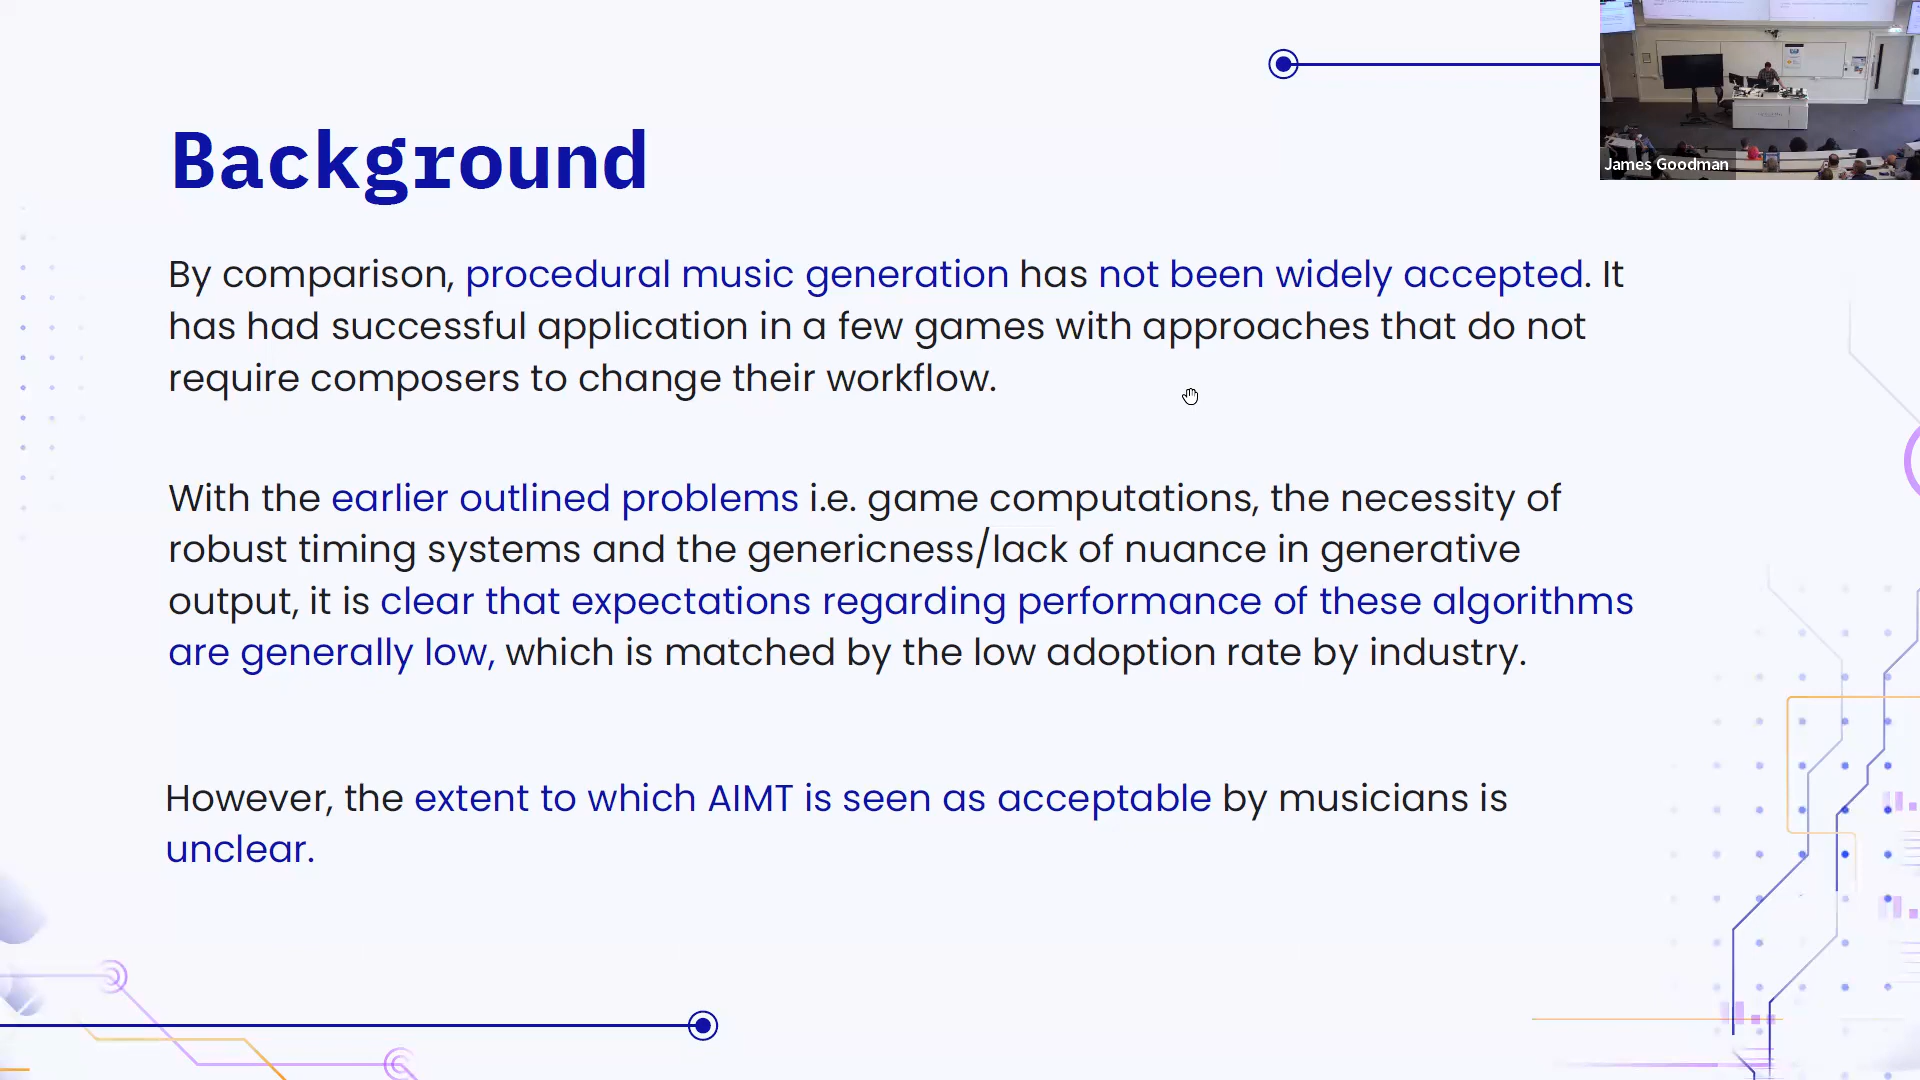 Background
By comparison, procedural music generation has not been widely accepted. It
has had successful application in a few games with approaches that do not
require composers to change their workflow.
With the earlier outlined problems i.e. game computations, the necessity of
robust timing systems and the genericness/lack of nuance in generative
output, it is clear that expectations regarding performance of these algorithms
are generally low, which is matched by the low adoption rate by industry.
However, the extent to which AIMT is seen as acceptable by musicians is
unclear.
James Goodman